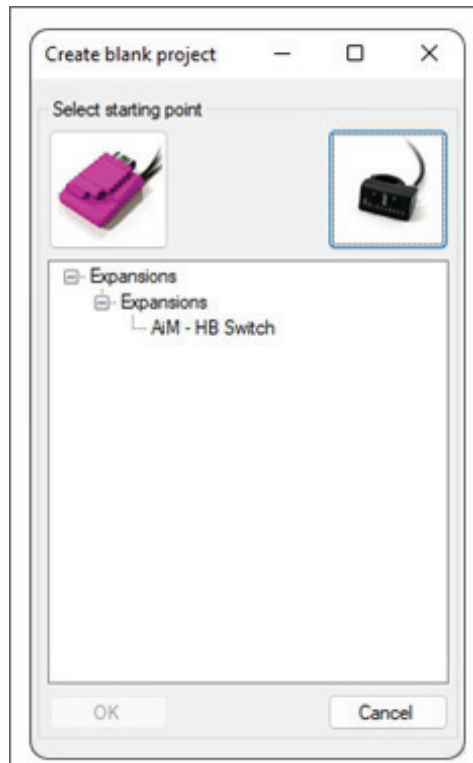 Create blank project
Select starting point
Expansions
Expansions
AiM - HB Switch
OK
Cancel